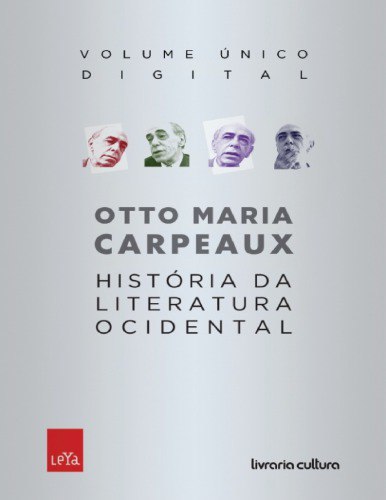 VOLUME ÚNICO
DIGITAL
OTTO MARIA
CARPEAUX
HISTÓRIA DA
LITERATURA
OCIDENTAL
LeYa
livraria cultura